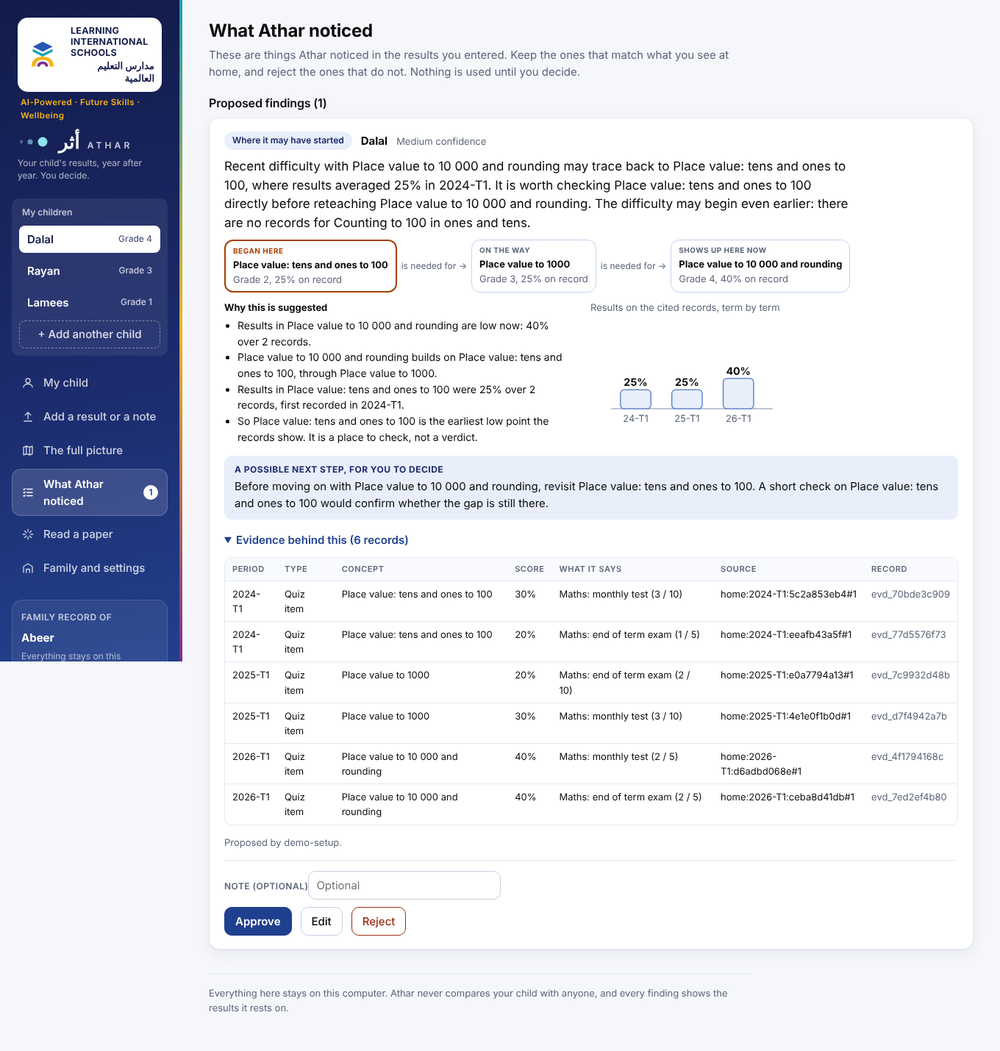 LEARNING
INTERNATIONAL
SCHOOLS
مدارس التعليم
العالمية
AI-Powered · Future Skills ·
Wellbeing
أثر ATHAR
Your child's results, year after
year. You decide.
My children
Dalal Grade 4
Rayan Grade 3
Lamees Grade 1
+ Add another child
My child
Add a result or a note
The full picture
What Athar
noticed
1
Read a paper
Family and settings
FAMILY RECORD OF
Abeer
Everything stays on this
What Athar noticed
These are things Athar noticed in the results you entered. Keep the ones that match what you see at
home, and reject the ones that do not. Nothing is used until you decide.
Proposed findings (1)
Where it may have started Dalal Medium confidence
Recent difficulty with Place value to 10 000 and rounding may trace back to Place value: tens and ones to
100, where results averaged 25% in 2024-T1. It is worth checking Place value: tens and ones to 100
directly before reteaching Place value to 10 000 and rounding. The difficulty may begin even earlier: there
are no records for Counting to 100 in ones and tens.
BEGAN HERE
Place value: tens and ones to 100
Grade 2, 25% on record
is needed for →
ON THE WAY
Place value to 1000
Grade 3, 25% on record
is needed for →
SHOWS UP HERE NOW
Place value to 10 000 and rounding
Grade 4, 40% on record
Why this is suggested
• Results in Place value to 10 000 and rounding are low now: 40%
over 2 records.
• Place value to 10 000 and rounding builds on Place value: tens and
ones to 100, through Place value to 1000.
• Results in Place value: tens and ones to 100 were 25% over 2
records, first recorded in 2024-T1.
• So Place value: tens and ones to 100 is the earliest low point the
records show. It is a place to check, not a verdict.
Results on the cited records, term by term
25% 25% 40%
24-T1 25-T1 26-T1
A POSSIBLE NEXT STEP, FOR YOU TO DECIDE
Before moving on with Place value to 10 000 and rounding, revisit Place value: tens and ones to 100. A short check on Place value: tens
and ones to 100 would confirm whether the gap is still there.
▼ Evidence behind this (6 records)
PERIOD TYPE CONCEPT SCORE WHAT IT SAYS SOURCE RECORD
2024-T1 Quiz item Place value: tens and ones to 100 30% Maths: monthly test (3 / 10) home:2024-T1:5c2a853eb4#1 evd_70bde3c909
2024-T1 Quiz item Place value: tens and ones to 100 20% Maths: end of term exam (1 / 5) home:2024-T1:eeafb43a5f#1 evd_77d5576f73
2025-T1 Quiz item Place value to 1000 20% Maths: end of term exam (2 / 10) home:2025-T1:e0a7794a13#1 evd_7c9932d48b
2025-T1 Quiz item Place value to 1000 30% Maths: monthly test (3 / 10) home:2025-T1:4e1e0f1b0d#1 evd_d7f4942a7b
2026-T1 Quiz item Place value to 10 000 and rounding 40% Maths: monthly test (2 / 5) home:2026-T1:d6adbd068e#1 evd_4f1794168c
2026-T1 Quiz item Place value to 10 000 and rounding 40% Maths: end of term exam (2 / 5) home:2026-T1:ceba8d41db#1 evd_7ed2ef4b80
Proposed by demo-setup.
NOTE (OPTIONAL) Optional
Approve Edit Reject
Everything here stays on this computer. Athar never compares your child with anyone, and every finding shows the
results it rests on.